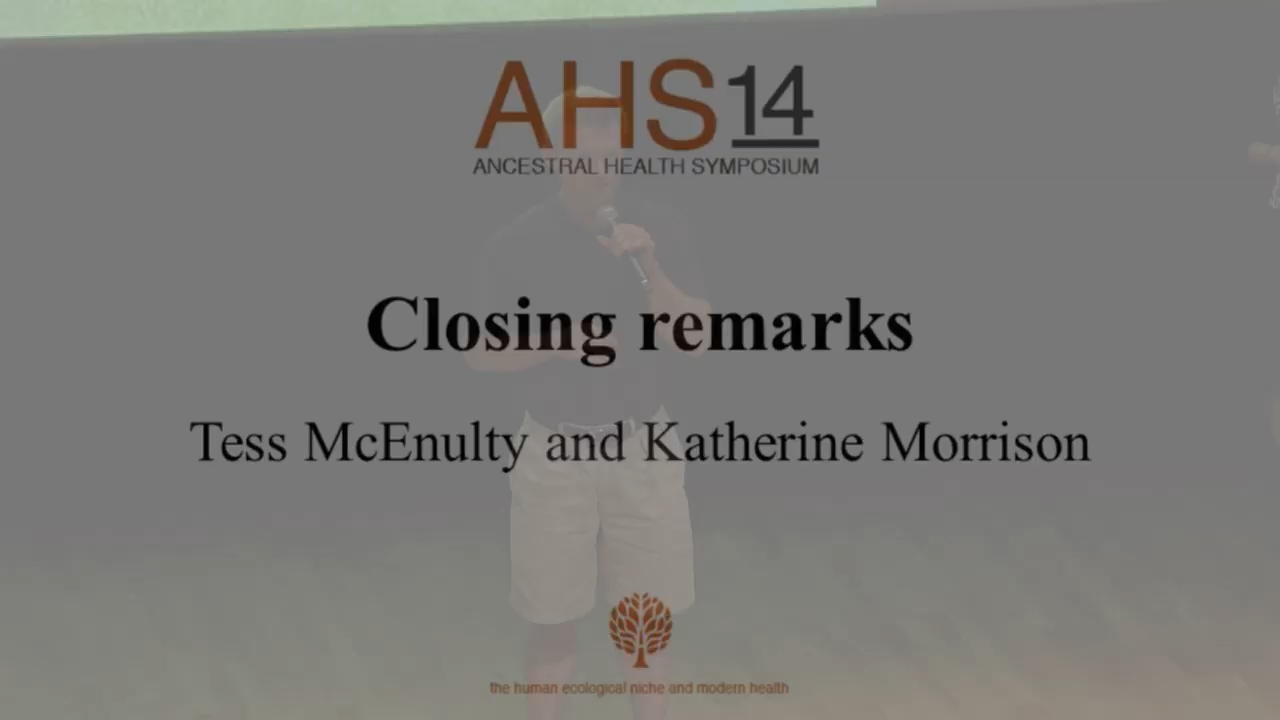 AHS14
ANCESTRAL HEALTH SYMPOSIUM
Closing remarks
Tess McEnulty and Katherine Morrison
the human ecological niche and modern health